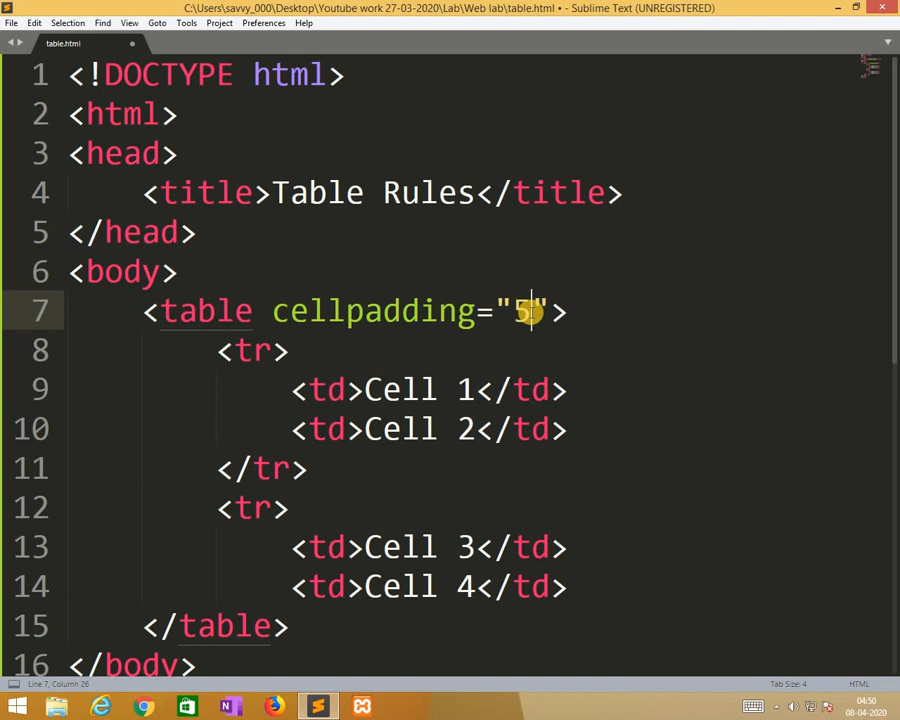 C:\Users\savvy_000\Desktop\Youtube work 27-03-2020\Lab\Web lab\table.html • - Sublime Text (UNREGISTERED)
File Edit Selection Find View Goto Tools Project Preferences Help
table.html
1 <!DOCTYPE html>
2 <html>
3 <head>
4 <title>Table Rules</title>
5 </head>
6 <body>
7 <table cellpadding="5">
8 <tr>
9 <td>Cell 1</td>
10 <td>Cell 2</td>
11 </tr>
12 <tr>
13 <td>Cell 3</td>
14 <td>Cell 4</td>
15 </table>
16 </body>
Line 7, Column 26 Tab Size: 4 HTML
04:50
08-04-2020